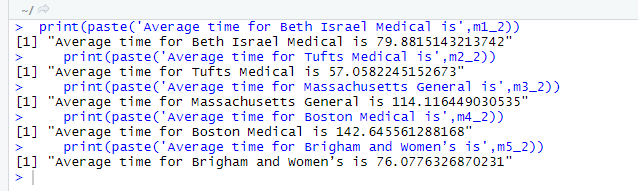 ~/
> print(paste('Average time for Beth Israel Medical is',m1_2))
[1] "Average time for Beth Israel Medical is 79.8815143213742"
> print(paste('Average time for Tufts Medical is',m2_2))
[1] "Average time for Tufts Medical is 57.0582245152673"
> print(paste('Average time for Massachusetts General is',m3_2))
[1] "Average time for Massachusetts General is 114.116449030535"
> print(paste('Average time for Boston Medical is',m4_2))
[1] "Average time for Boston Medical is 142.645561288168"
> print(paste('Average time for Brigham and Women’s is',m5_2))
[1] "Average time for Brigham and Women’s is 76.0776326870231"
>